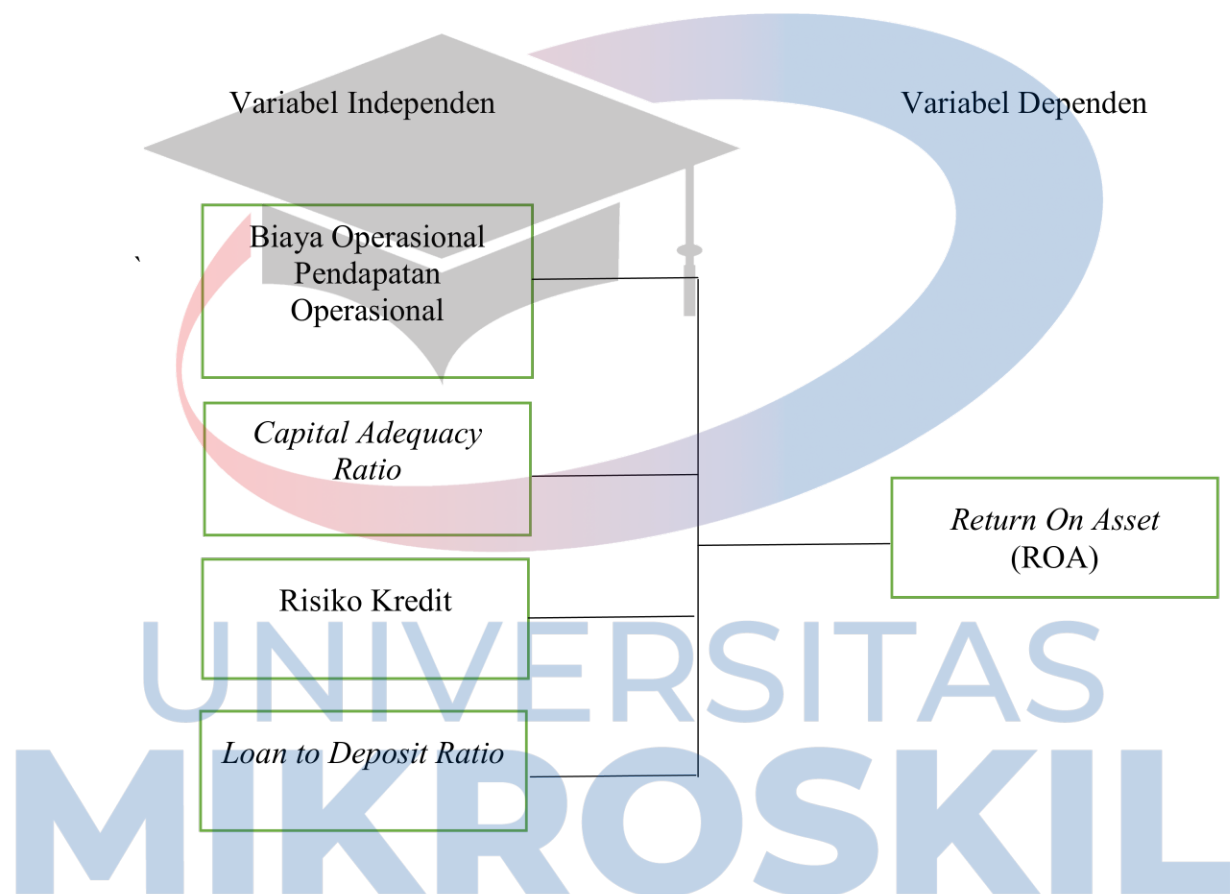 Variabel Independen
Variabel Dependen
`
Biaya Operasional
Pendapatan
Operasional
Capital Adequacy
Ratio
Return On Asset
(ROA)
Risiko Kredit
Loan to Deposit Ratio
UNIVERSITAS
MIKROSKIL